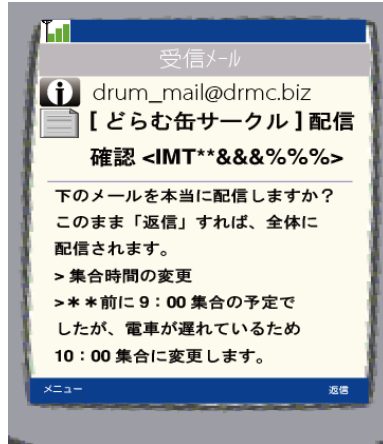 受信メール
drum_mail@drmc.biz
[ どらむ缶サークル ] 配信
確認 <IMT**&&&%%%>
下のメールを本当に配信しますか？
このまま「返信」すれば、全体に
配信されます。
> 集合時間の変更
>＊＊前に 9：00 集合の予定で
したが、電車が遅れているため
10：00 集合に変更します。
メニュー
返信